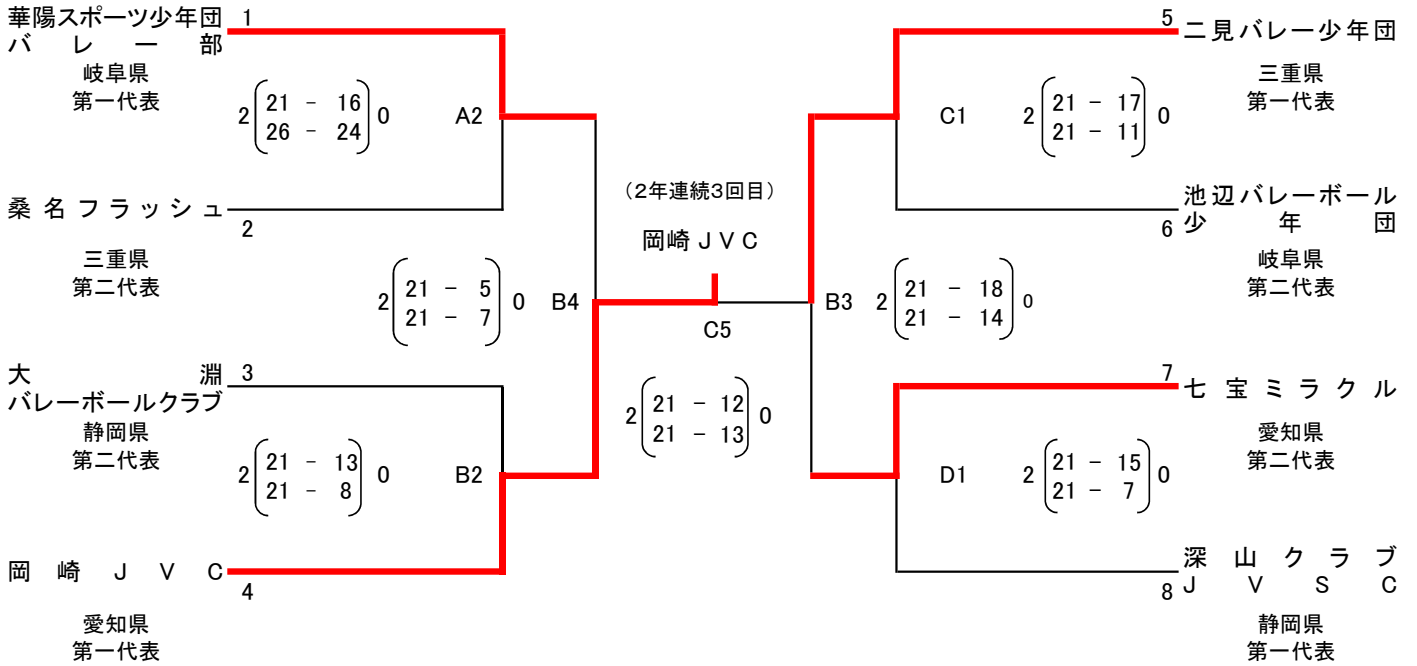 華陽スポーツ少年団
バレー部
1
岐阜県
第一代表
2 21 - 16 0
26 - 24
A2
桑名フラッシュ
2
三重県
第二代表
2 21 - 5 0
21 - 7
B4
大淵
バレーボールクラブ
3
静岡県
第二代表
2 21 - 13 0
21 - 8
B2
岡崎JVC
4
愛知県
第一代表
(2年連続3回目)
岡崎JVC
C5
2 21 - 12 0
21 - 13
5
二見バレー少年団
三重県
第一代表
C1
2 21 - 17 0
21 - 11
池辺バレーボール
少年団
6
岐阜県
第二代表
B3
2 21 - 18 0
21 - 14
7
七宝ミラクル
愛知県
第二代表
D1
2 21 - 15 0
21 - 7
深山クラブ
JVSC
8
静岡県
第一代表